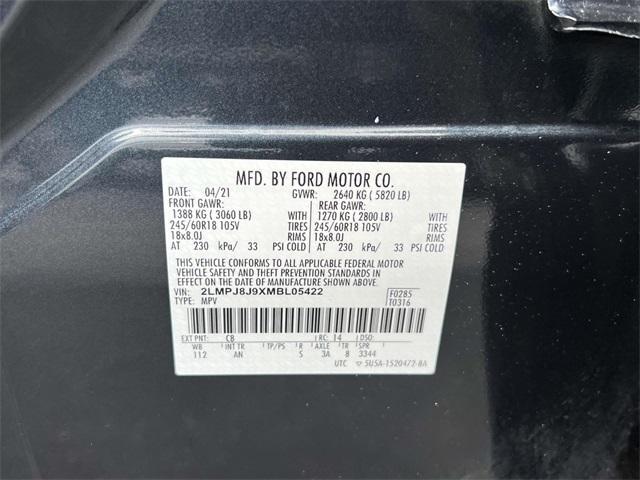 MFD. BY FORD MOTOR CO.
DATE: 04/21 GVWR: 2640 KG ( 5820 LB)
FRONT GAWR: REAR GAWR:
1388 KG ( 3060 LB) WITH 1270 KG ( 2800 LB) WITH
245/60R18 105V TIRES 245/60R18 105V TIRES
18x8.0J RIMS 18x8.0J RIMS
AT 230 kPa/ 33 PSI COLD AT 230 kPa/ 33 PSI COLD
THIS VEHICLE CONFORMS TO ALL APPLICABLE FEDERAL MOTOR
VEHICLE SAFETY AND THEFT PREVENTION STANDARDS IN
EFFECT ON THE DATE OF MANUFACTURE SHOWN ABOVE.
VIN: 2LMPJ8J9XMBL05422 F0285
TYPE: MPV T0316
EXT PNT: CB RC: 14 DSO:
WB INT TR TP/PS R AXLE TR SPR
112 AN S 3A 8 3344
UTC ▽ 5U5A-1520472-BA